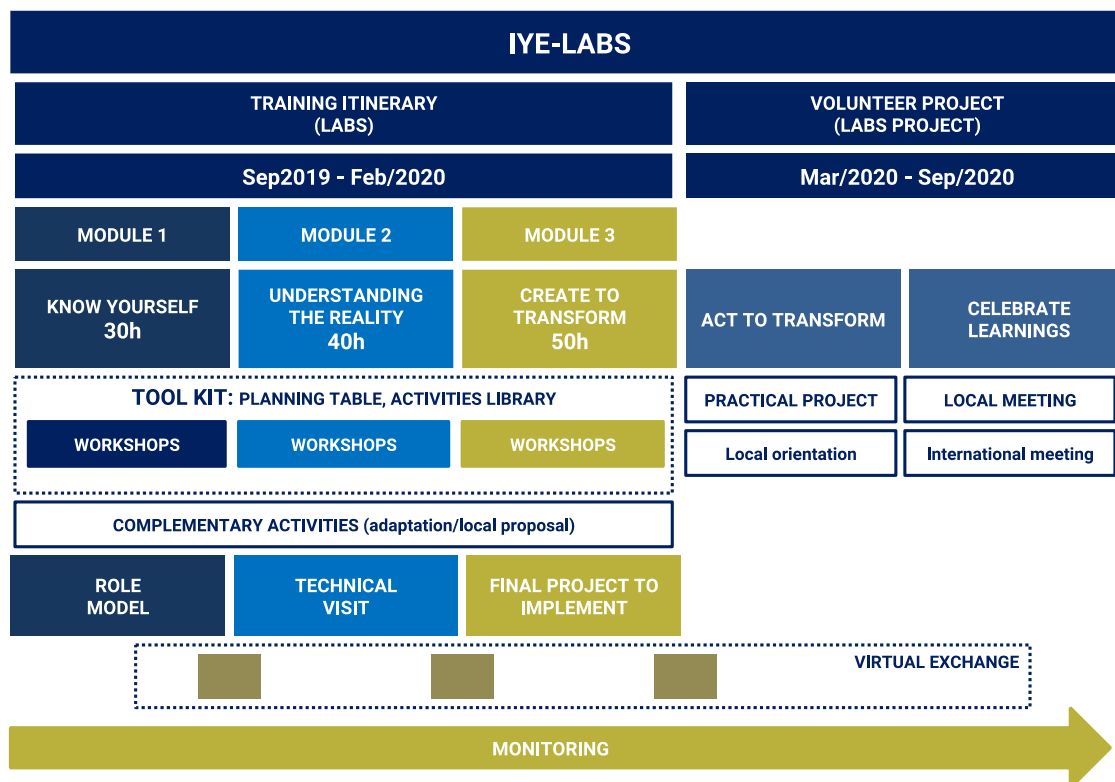 IYE-LABS
TRAINING ITINERARY
(LABS)
VOLUNTEER PROJECT
(LABS PROJECT)
Sep2019 - Feb/2020
Mar/2020 - Sep/2020
MODULE 1
MODULE 2
MODULE 3
KNOW YOURSELF
30h
UNDERSTANDING
THE REALITY
40h
CREATE TO
TRANSFORM
50h
ACT TO TRANSFORM
CELEBRATE
LEARNINGS
TOOL KIT: PLANNING TABLE, ACTIVITIES LIBRARY
WORKSHOPS
WORKSHOPS
WORKSHOPS
PRACTICAL PROJECT
LOCAL MEETING
Local orientation
International meeting
COMPLEMENTARY ACTIVITIES (adaptation/local proposal)
ROLE
MODEL
TECHNICAL
VISIT
FINAL PROJECT TO
IMPLEMENT
VIRTUAL EXCHANGE
MONITORING